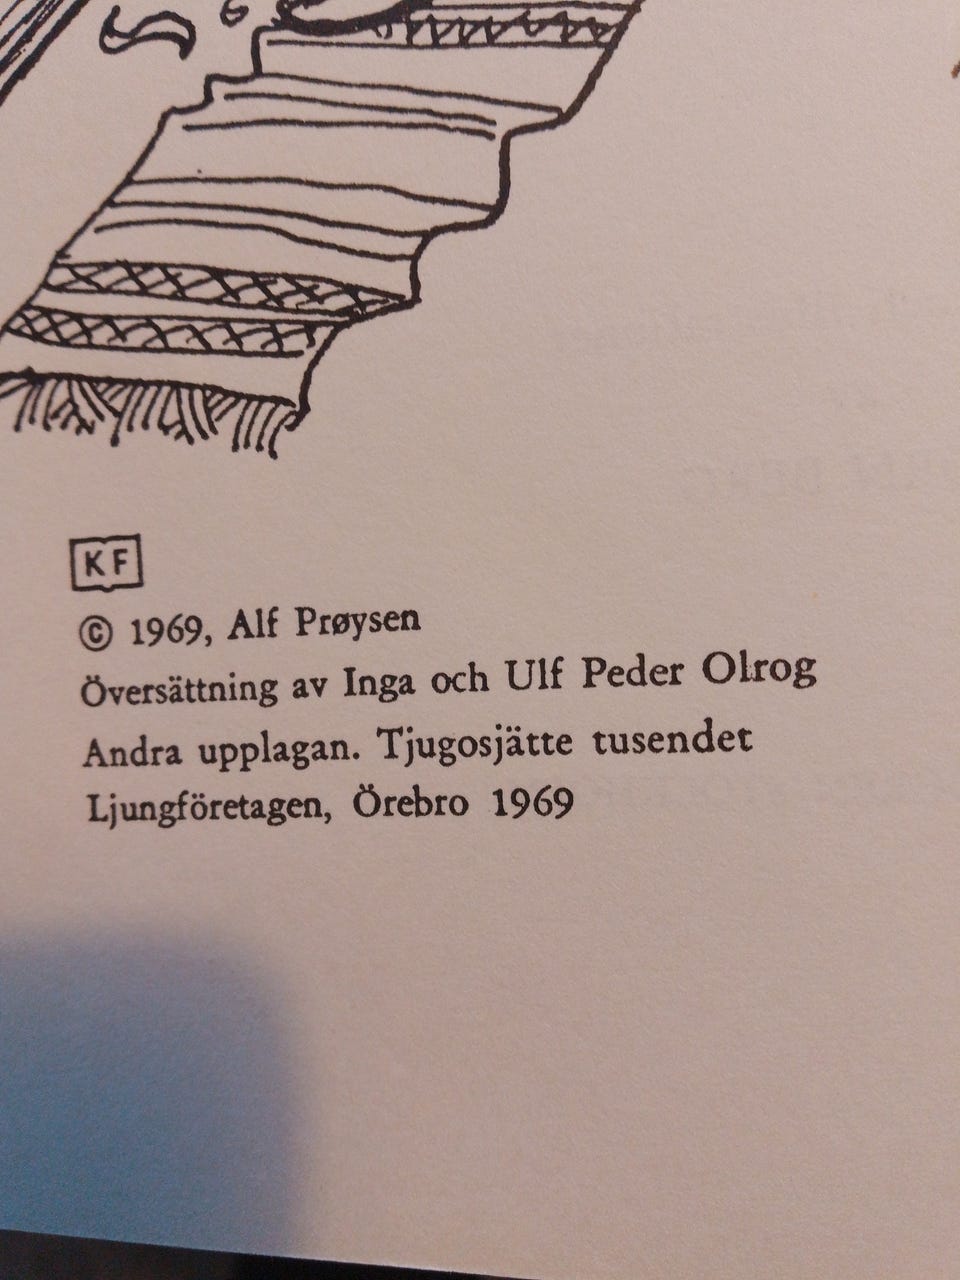 KF
© 1969, Alf Prøysen
Översättning av Inga och Ulf Peder Olrog
Andra upplagan. Tjugosjätte tusendet
Ljungföretagen, Örebro 1969